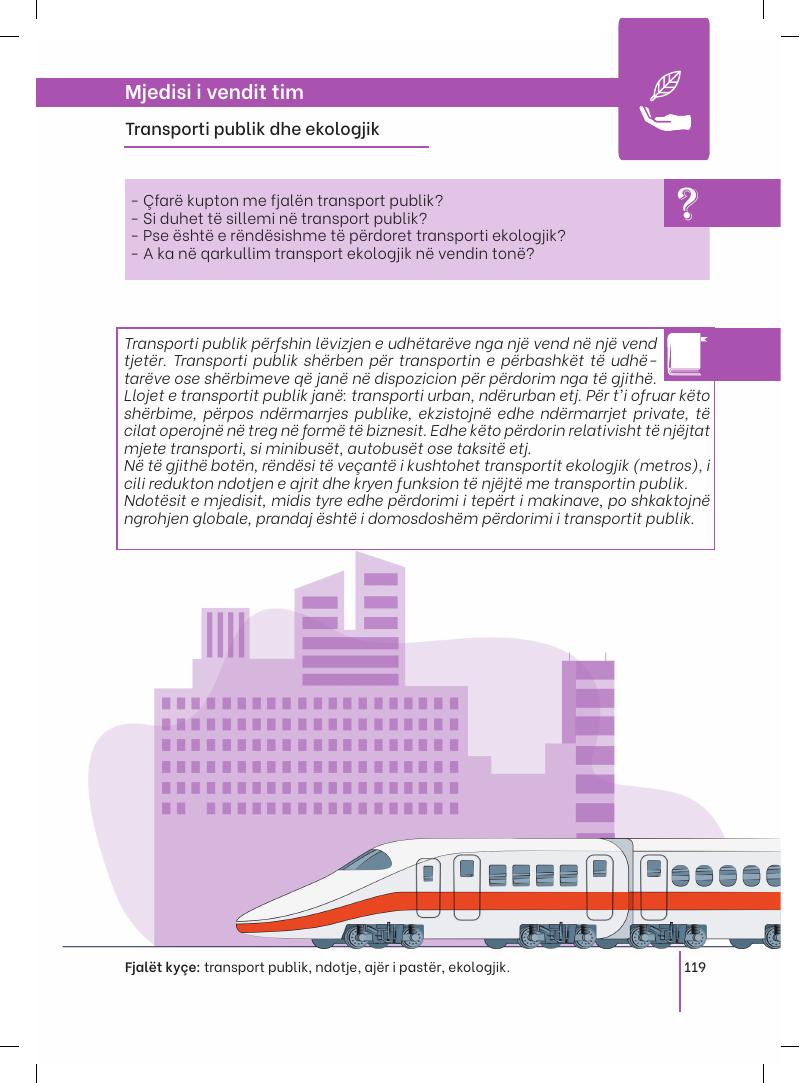 Mjedisi i vendit tim
Transporti publik dhe ekologjik
- Çfarë kupton me fjalën transport publik?
- Si duhet të sillemi në transport publik?
- Pse është e rëndësishme të përdoret transporti ekologjik?
- A ka në qarkullim transport ekologjik në vendin tonë?
?
Transporti publik përfshin lëvizjen e udhëtarëve nga një vend në një vend
tjetër. Transporti publik shërben për transportin e përbashkët të udhë-
tarëve ose shërbimeve që janë në dispozicion për përdorim nga të gjithë.
Llojet e transportit publik janë: transporti urban, ndërurban etj. Për t’i ofruar këto
shërbime, përpos ndërmarrjes publike, ekzistojnë edhe ndërmarrjet private, të
cilat operojnë në treg në formë të biznesit. Edhe këto përdorin relativisht të njëjtat
mjete transporti, si minibusët, autobusët ose taksitë etj.
Në të gjithë botën, rëndësi të veçantë i kushtohet transportit ekologjik (metros), i
cili redukton ndotjen e ajrit dhe kryen funksion të njëjtë me transportin publik.
Ndotësit e mjedisit, midis tyre edhe përdorimi i tepërt i makinave, po shkaktojnë
ngrohjen globale, prandaj është i domosdoshëm përdorimi i transportit publik.
Fjalët kyçe: transport publik, ndotje, ajër i pastër, ekologjik.
119